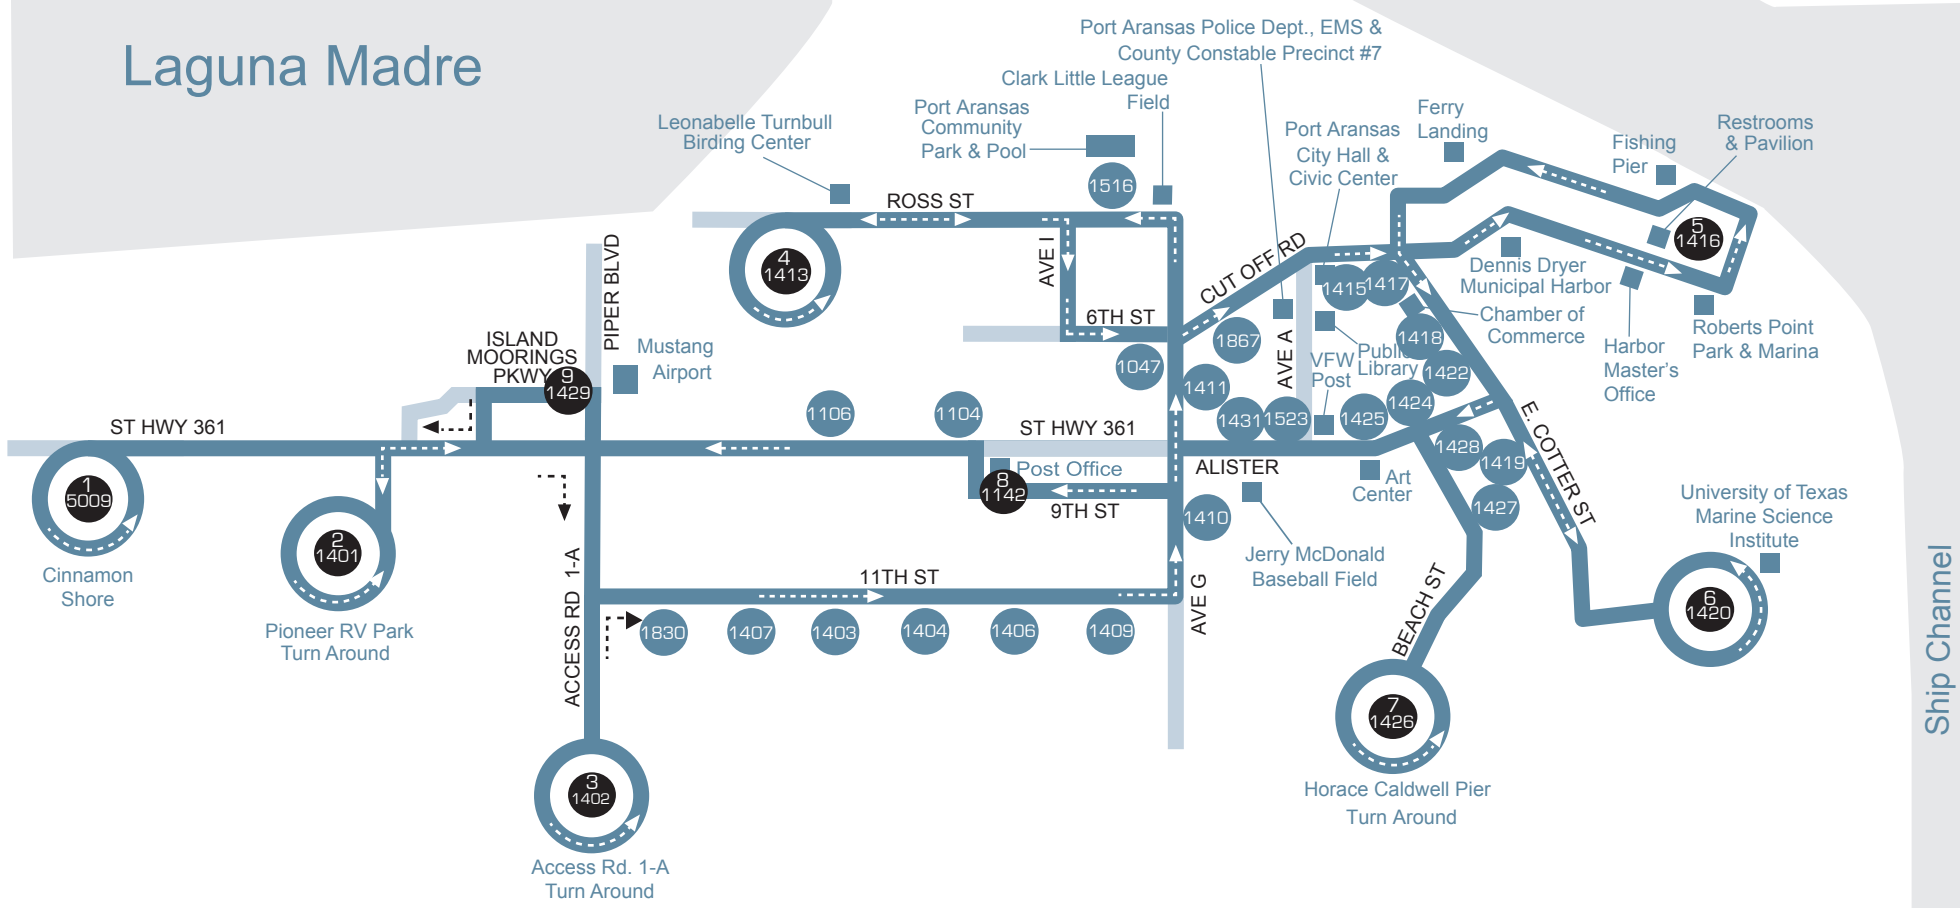 Laguna Madre
Port Aransas Police Dept., EMS &
County Constable Precinct #7
Clark Little League
Field
Port Aransas
Community
Park & Pool
Leonabelle Turnbull
Birding Center
Port Aransas
City Hall &
Civic Center
Ferry
Landing
Fishing
Pier
Restrooms
& Pavilion
1516
ROSS ST
4
1413
AVE I
6TH ST
CUT OFF RD
5
1416
1415
1417
Dennis Dryer
Municipal Harbor
Chamber of
Commerce
Harbor
Master's
Office
Roberts Point
Park & Marina
PIPER BLVD
ISLAND
MOORINGS
PKWY
9
1429
Mustang
Airport
1047
1867
1411
AVE A
VFW
Post
Public
Library
1418
1422
1424
1425
1431
1523
1106
1104
ST HWY 361
ST HWY 361
ALISTER
Post Office
8
1142
9TH ST
1410
Art
Center
Jerry McDonald
Baseball Field
1428
1419
1427
E. COTTER ST
University of Texas
Marine Science
Institute
1
5009
Cinnamon
Shore
2
1401
Pioneer RV Park
Turn Around
11TH ST
ACCESS RD 1-A
AVE G
BEACH ST
1830
1407
1403
1404
1406
1409
6
1420
Ship Channel
7
1426
Horace Caldwell Pier
Turn Around
3
1402
Access Rd. 1-A
Turn Around